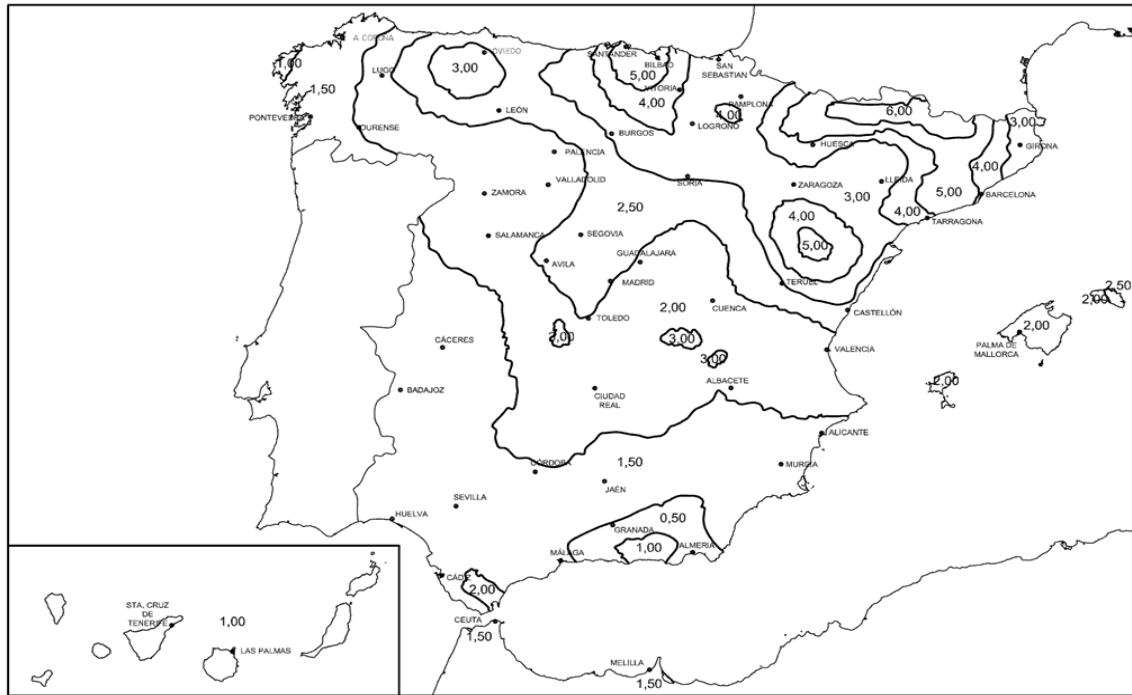 A. CORUÑA
OVIEDO
SANTANDER
BILBAO
SAN
SEBASTIAN
1,00
LUGO
3,00
5,00
VITORIA
1,50
4,00
PAMPLONA
6,00
LEÓN
4,00
3,00
PONTEVEDRA
OURENSE
BURGOS
LOGROÑO
HUESCA
GIRONA
PALENCIA
4,00
SORIA
VALLADOLID
ZARAGOZA
LLEIDA
ZAMORA
3,00
5,00
BARCELONA
2,50
4,00
4,00
TARRAGONA
SALAMANCA
SEGOVIA
5,00
GUADALAJARA
AVILA
MADRID
TERUEL
2,50
2,00
2,00
CUENCA
CASTELLÓN
TOLEDO
2,00
3,00
3,00
CÁCERES
PALMA DE
MALLORCA
VALENCIA
3,00
2,00
BADAJOZ
CIUDAD
REAL
ALBACETE
ALICANTE
CÓRDOBA
1,50
MURCIA
JAÉN
SEVILLA
HUELVA
0,50
GRANADA
1,00
ALMERIA
MÁLAGA
CÁDIZ
2,00
STA. CRUZ
DE
TENERIFE
1,00
CEUTA
1,50
LAS PALMAS
MELILLA
1,50